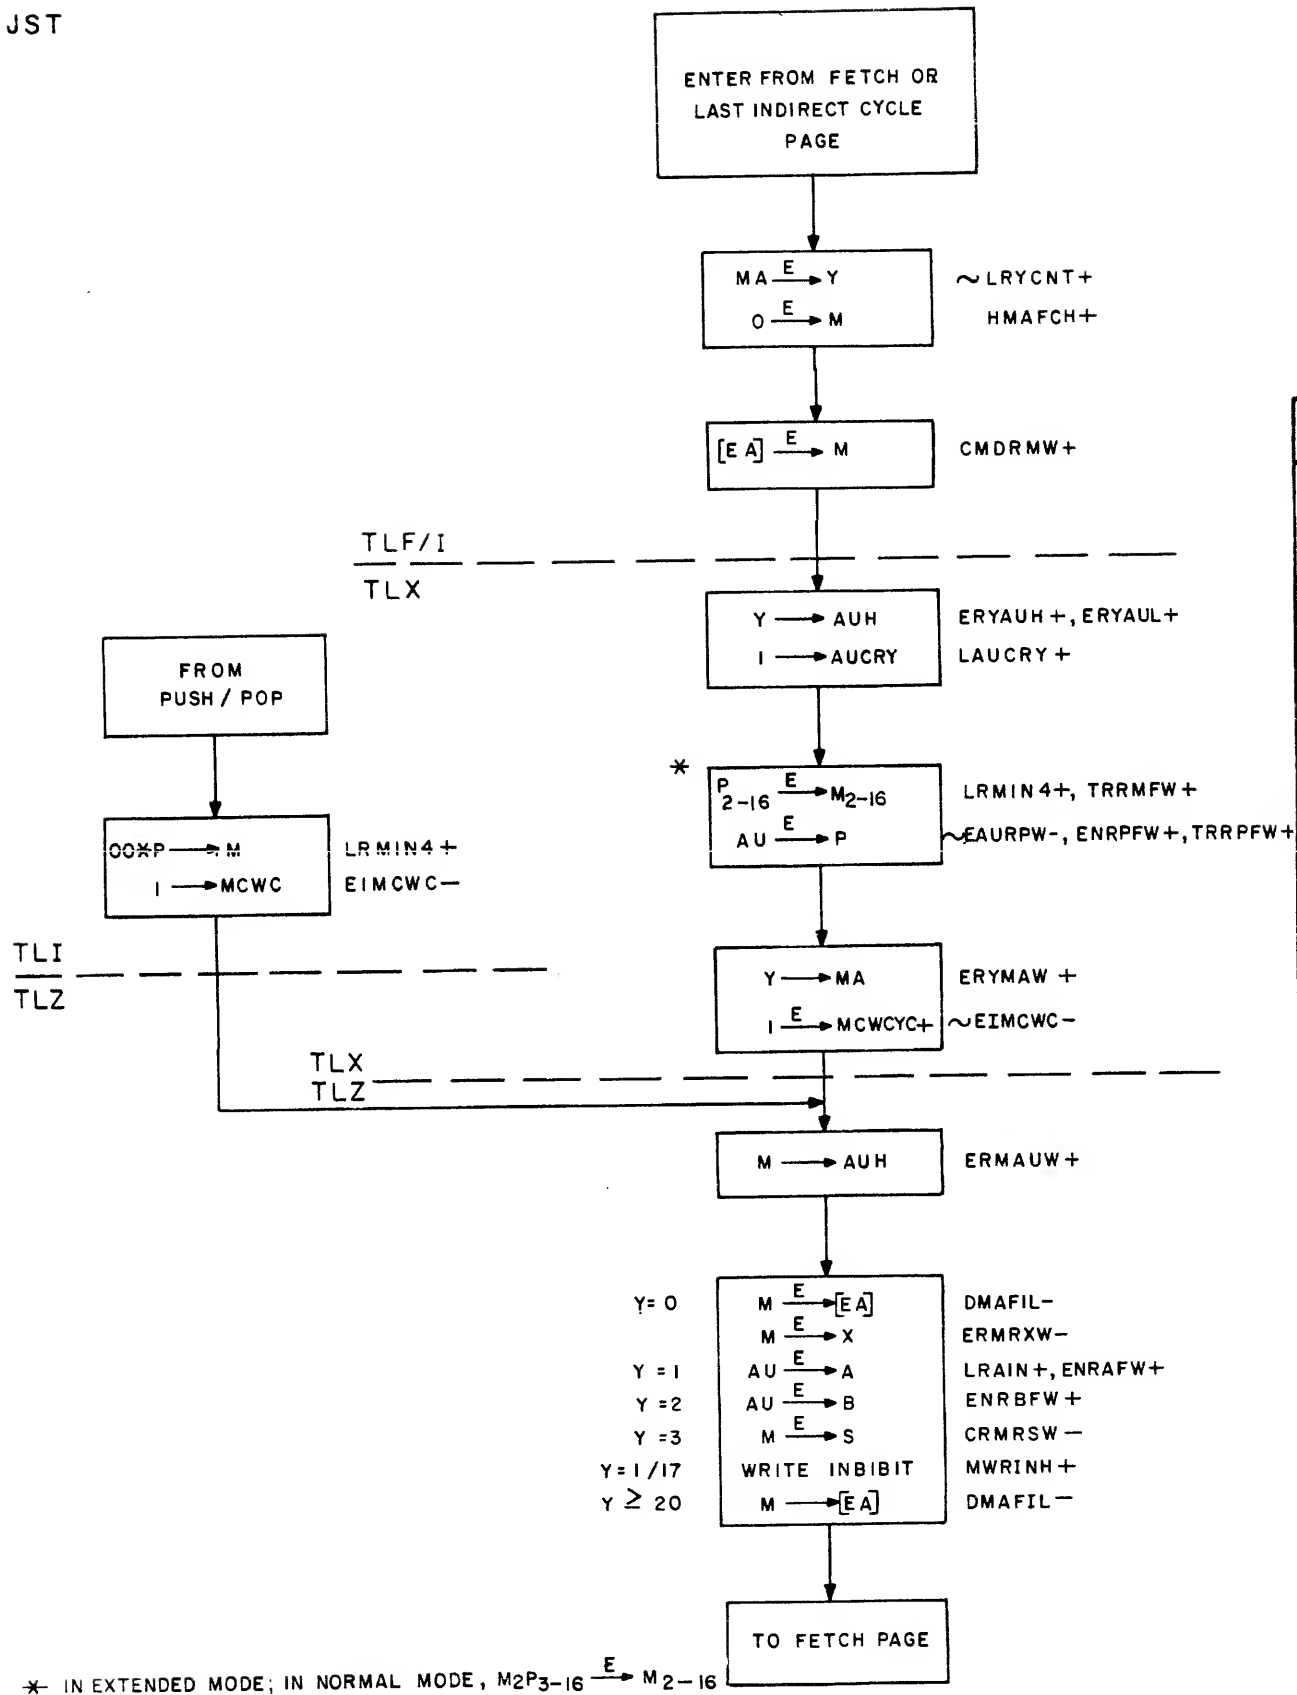 JST
ENTER FROM FETCH OR
LAST INDIRECT CYCLE
PAGE
MA E → Y ~LRYCNT+
0 E → M HMAFCH+
[EA] E → M CMDRMW+
TLF/I
TLX
Y → AUH ERYAUH+, ERYAUL+
1 → AUCRY LAUCRY+
FROM
PUSH / POP
* P2-16 E → M2-16 LRMIN4+, TRRMFW+
AU E → P ~EAURPW-, ENRPFW+, TRRPFW+
00*P → M LRMIN4+
1 → MCWC EIMCWC-
TLI
TLZ
Y → MA ERYMAW+
1 E → MCWCYC+ ~EIMCWC-
TLX
TLZ
M → AUH ERMAUW+
Y=0 M E → [EA] DMAFIL-
M E → X ERMRXW-
Y=1 AU E → A LRAIN+, ENRAFW+
Y=2 AU E → B ENRBFW+
Y=3 M E → S CRMRSW-
Y=1/17 WRITE INBIBIT MWRINH+
Y ≥ 20 M → [EA] DMAFIL-
TO FETCH PAGE
* IN EXTENDED MODE; IN NORMAL MODE, M2P3-16 E → M2-16